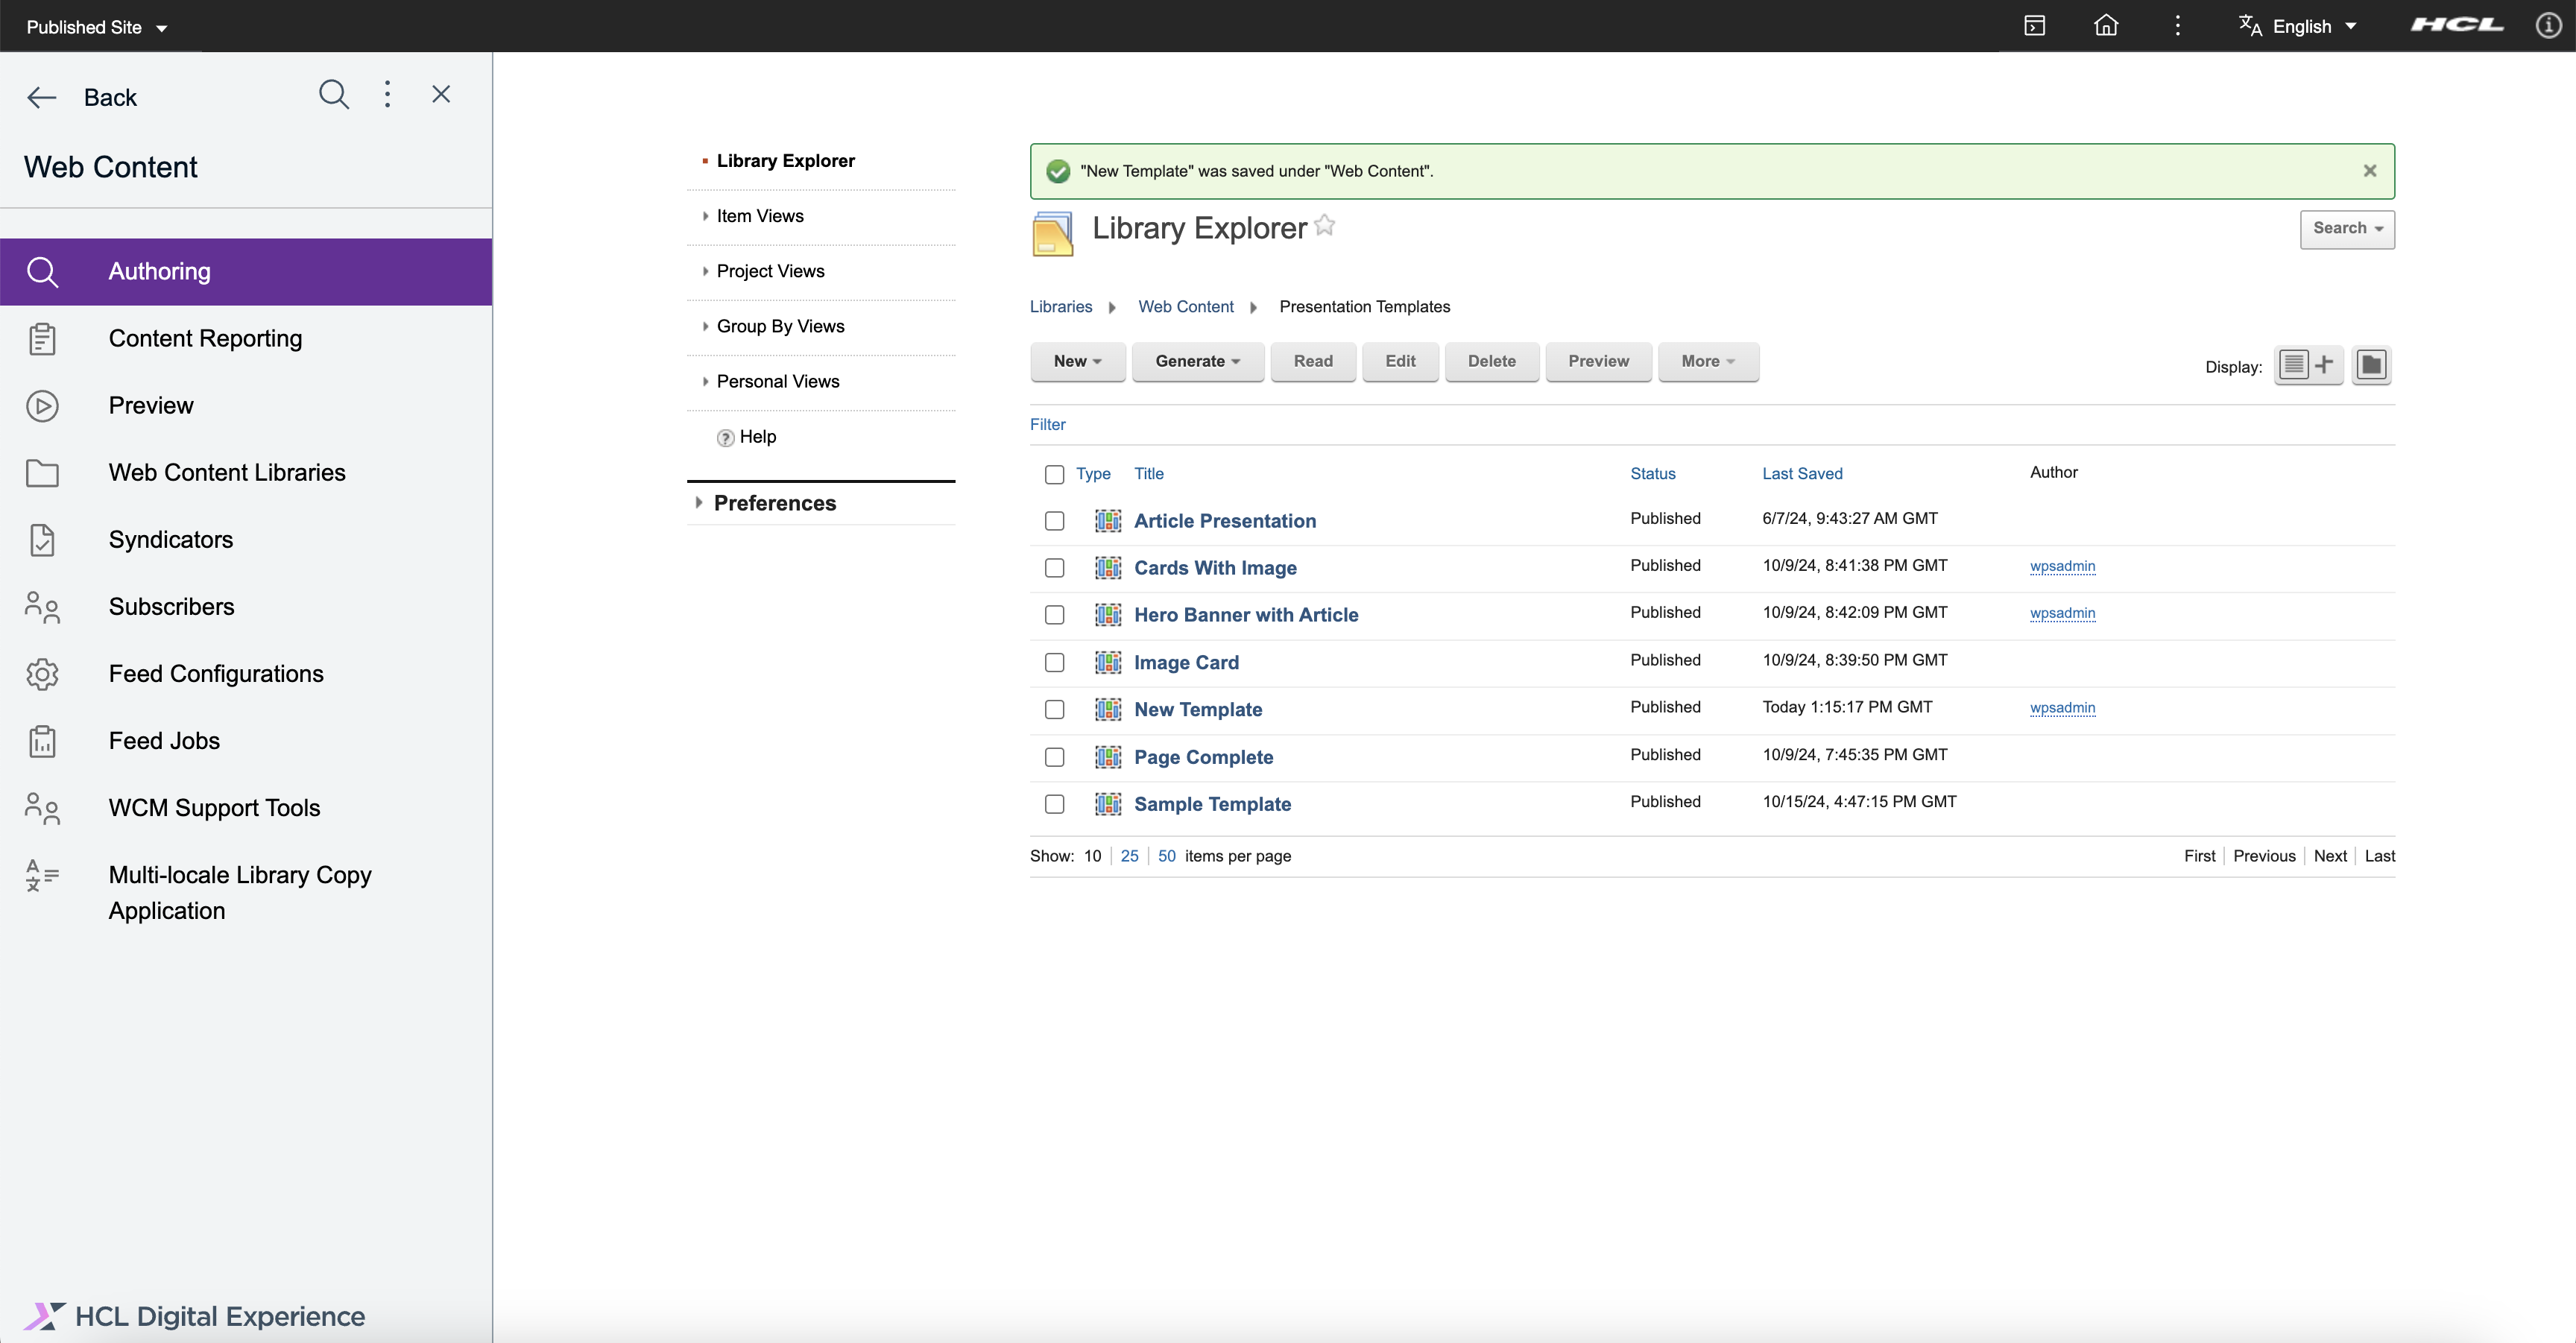 Published Site
English
HCL
Back
Web Content
Authoring
Content Reporting
Preview
Web Content Libraries
Syndicators
Subscribers
Feed Configurations
Feed Jobs
WCM Support Tools
Multi-locale Library Copy
Application
HCL Digital Experience
Library Explorer
Item Views
Project Views
Group By Views
Personal Views
Help
Preferences
"New Template" was saved under "Web Content".
Library Explorer
Search
Libraries Web Content Presentation Templates
New Generate Read Edit Delete Preview More Display:
Filter
Type Title Status Last Saved Author
Article Presentation Published 6/7/24, 9:43:27 AM GMT
Cards With Image Published 10/9/24, 8:41:38 PM GMT wpsadmin
Hero Banner with Article Published 10/9/24, 8:42:09 PM GMT wpsadmin
Image Card Published 10/9/24, 8:39:50 PM GMT
New Template Published Today 1:15:17 PM GMT wpsadmin
Page Complete Published 10/9/24, 7:45:35 PM GMT
Sample Template Published 10/15/24, 4:47:15 PM GMT
Show: 10 25 50 items per page First Previous Next Last